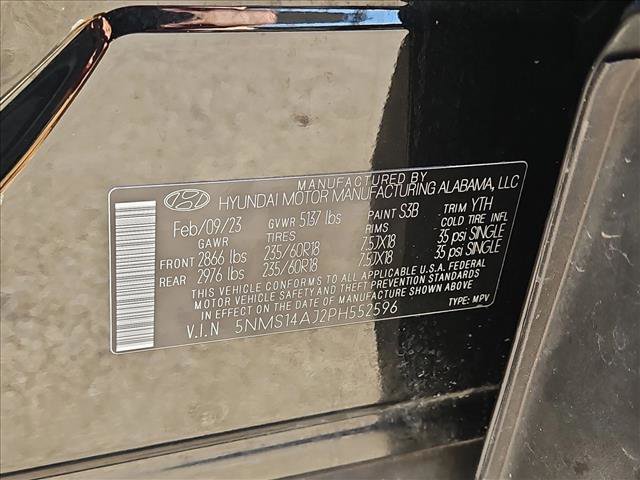 MANUFACTURED BY
HYUNDAI MOTOR MANUFACTURING ALABAMA, LLC
Feb/09/23 GVWR 5137 lbs PAINT S3B TRIM YTH
GAWR TIRES RIMS COLD TIRE INFL
FRONT 2866 lbs 235/60R18 7.5JX18 35 psi SINGLE
REAR 2976 lbs 235/60R18 7.5JX18 35 psi SINGLE
THIS VEHICLE CONFORMS TO ALL APPLICABLE U.S.A. FEDERAL
MOTOR VEHICLE SAFETY AND THEFT PREVENTION STANDARDS
IN EFFECT ON THE DATE OF MANUFACTURE SHOWN ABOVE.
V.I.N 5NMS14AJ2PH552596 TYPE: MPV